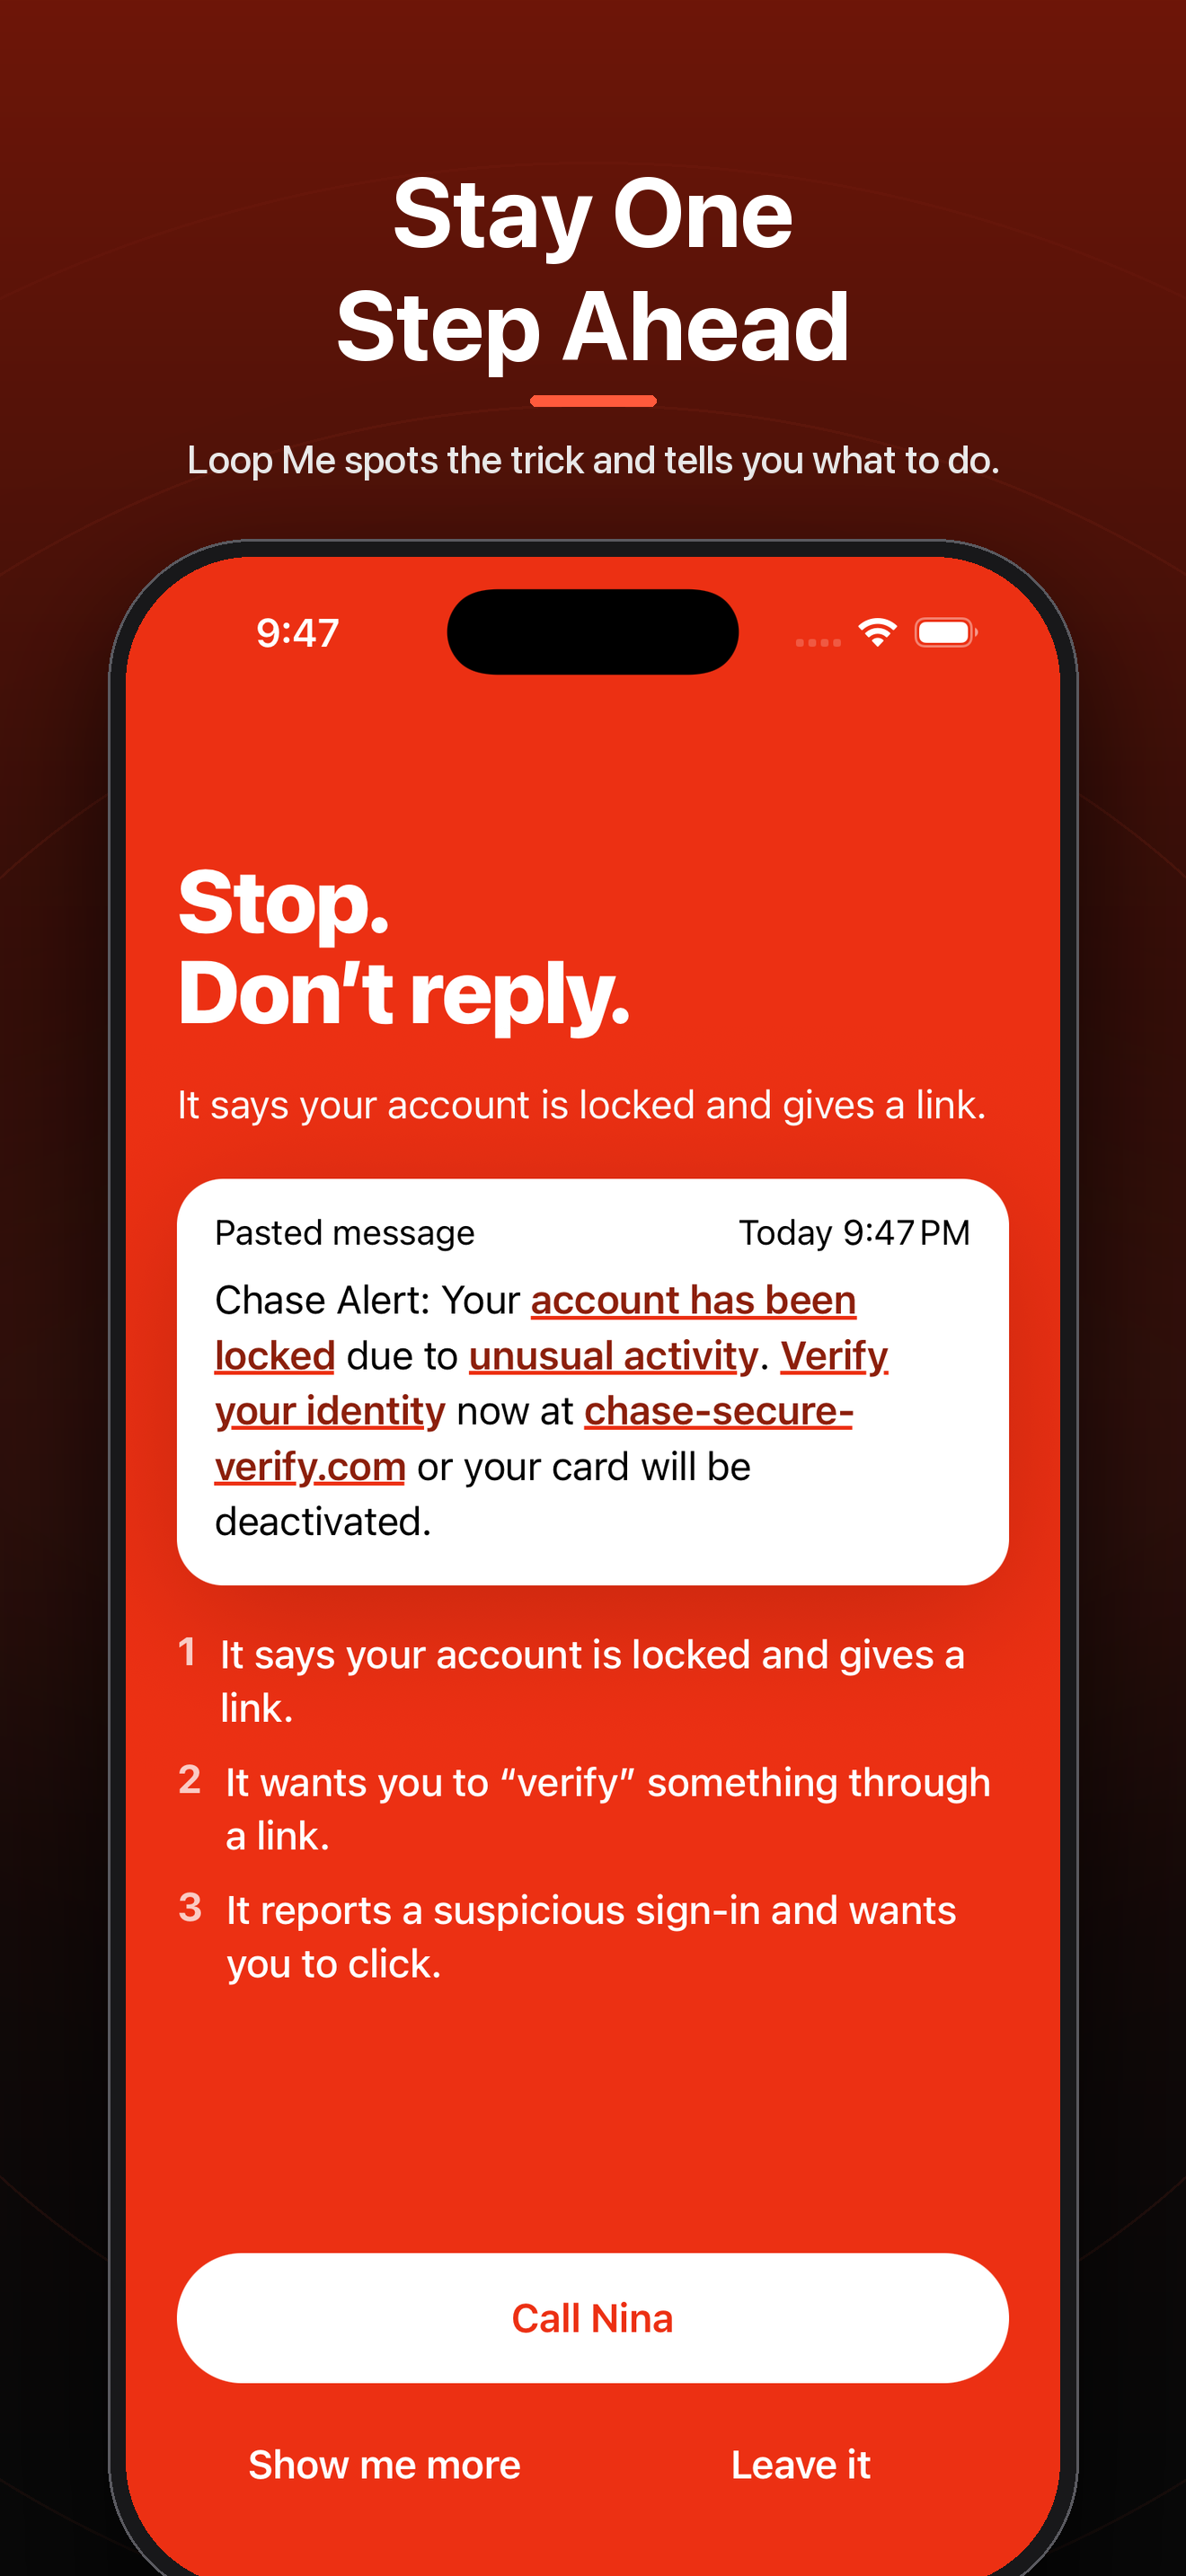 Stay One
Step Ahead
Loop Me spots the trick and tells you what to do.
9:47
Stop.
Don’t reply.
It says your account is locked and gives a link.
Pasted message Today 9:47 PM
Chase Alert: Your account has been
locked due to unusual activity. Verify
your identity now at chase-secure-
verify.com or your card will be
deactivated.
1 It says your account is locked and gives a
link.
2 It wants you to “verify” something through
a link.
3 It reports a suspicious sign-in and wants
you to click.
Call Nina
Show me more Leave it